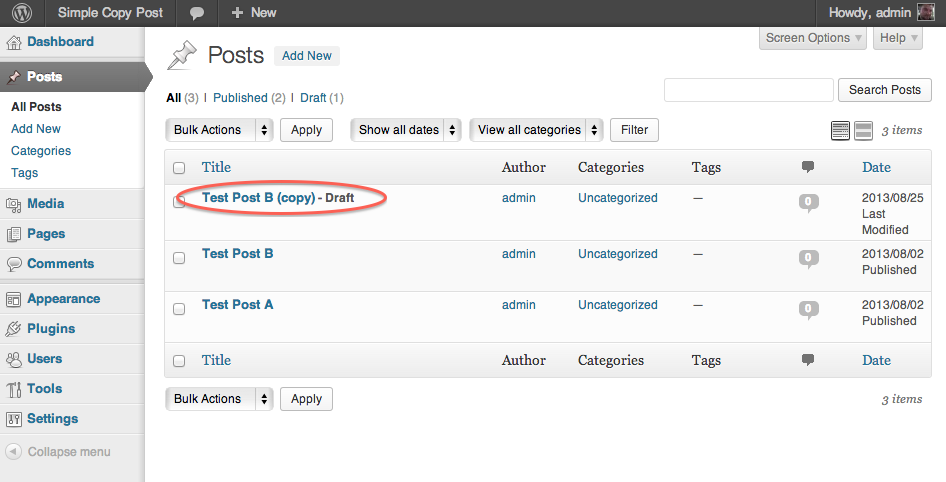 Simple Copy Post + New Howdy, admin
Dashboard
Posts
All Posts
Add New
Categories
Tags
Media
Pages
Comments
Appearance
Plugins
Users
Tools
Settings
Collapse menu
Screen Options Help
Posts Add New
All (3) | Published (2) | Draft (1)
Search Posts
Bulk Actions Apply Show all dates View all categories Filter 3 items
Title Author Categories Tags Date
Test Post B (copy) - Draft admin Uncategorized — 0 2013/08/25
Last
Modified
Test Post B admin Uncategorized — 0 2013/08/02
Published
Test Post A admin Uncategorized — 0 2013/08/02
Published
Title Author Categories Tags Date
Bulk Actions Apply 3 items